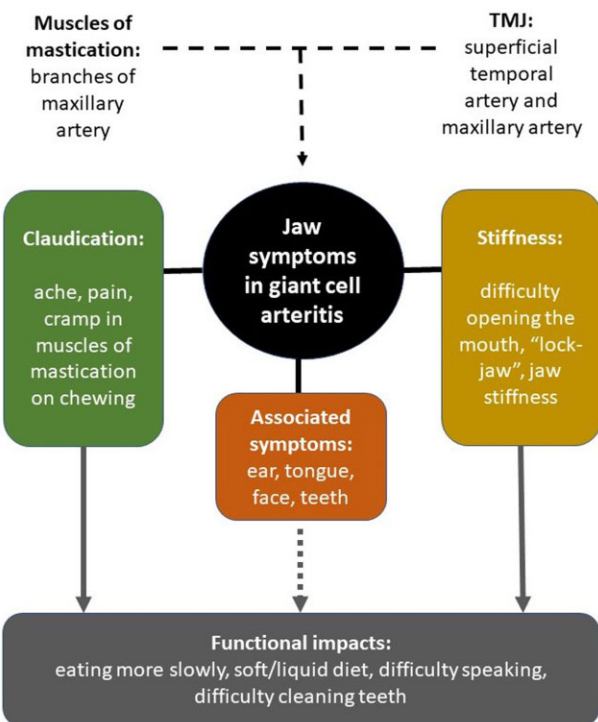 Muscles of
mastication:
branches of
maxillary
artery
TMJ:
superficial
temporal
artery and
maxillary artery
Claudication:
ache, pain,
cramp in
muscles of
mastication
on chewing
Jaw
symptoms
in giant cell
arteritis
Stiffness:
difficulty
opening the
mouth, “lock-
jaw”, jaw
stiffness
Associated
symptoms:
ear, tongue,
face, teeth
Functional impacts:
eating more slowly, soft/liquid diet, difficulty speaking,
difficulty cleaning teeth